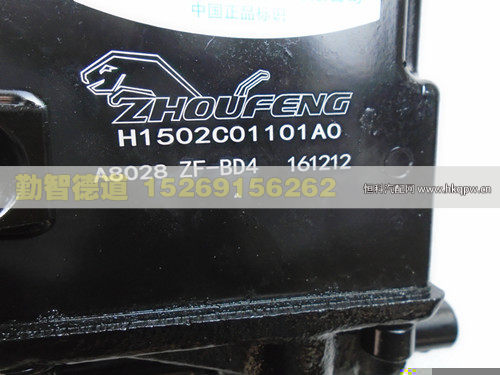 中国正品标识
ZHOUFENG
H1502C01101A0
A8028 ZF-BD4 161212
勤智德道 15269156262
恒科汽配网 www.hkqpw.cn